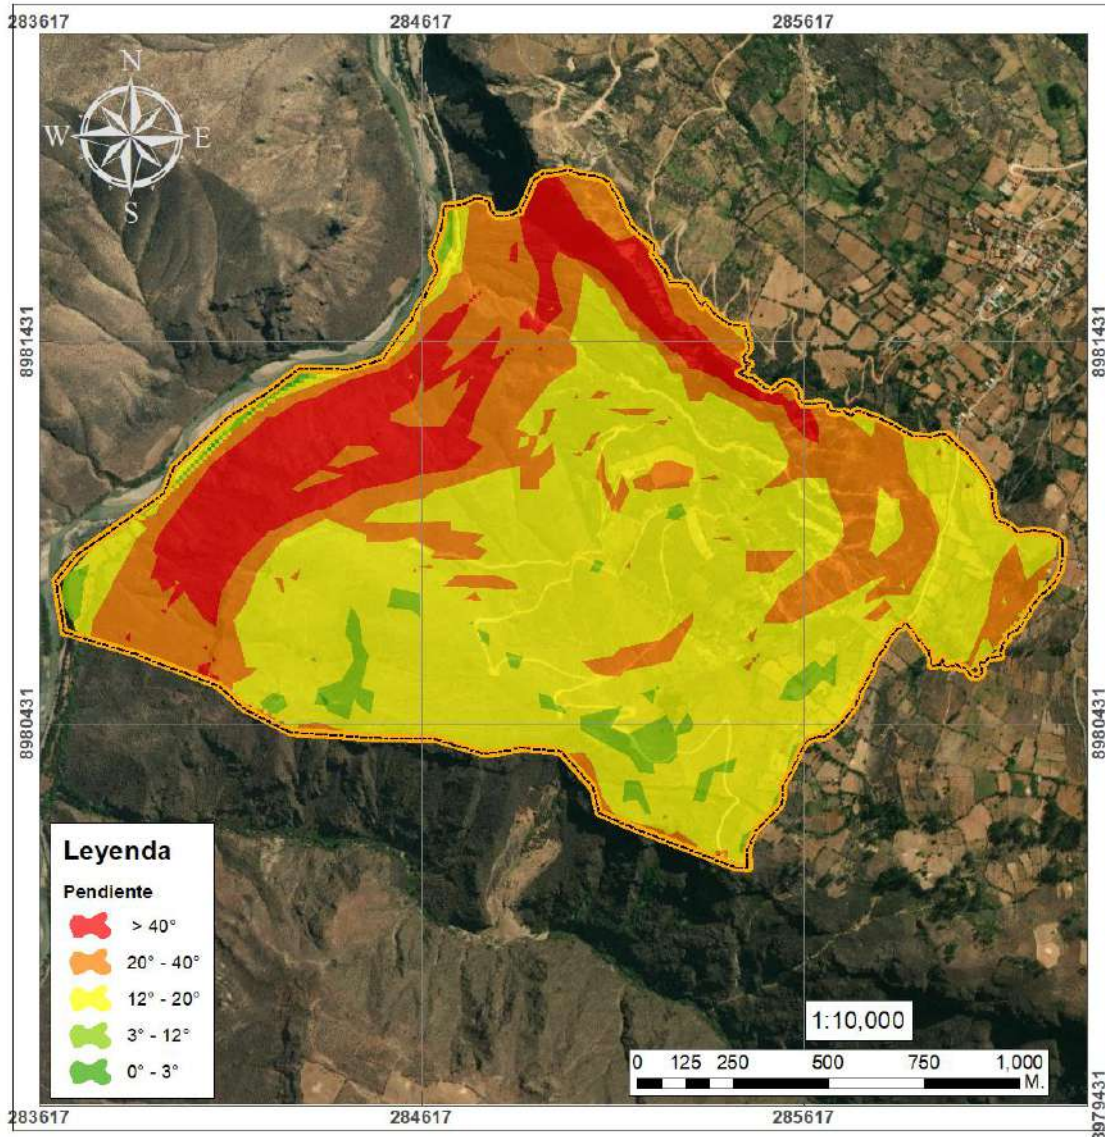 283617 284617 285617
N
W E
S
8981431 8981431
8980431 8980431
Leyenda
Pendiente
> 40°
20° - 40°
12° - 20°
3° - 12°
0° - 3°
1:10,000
0 125 250 500 750 1,000
M.
8979431
283617 284617 285617